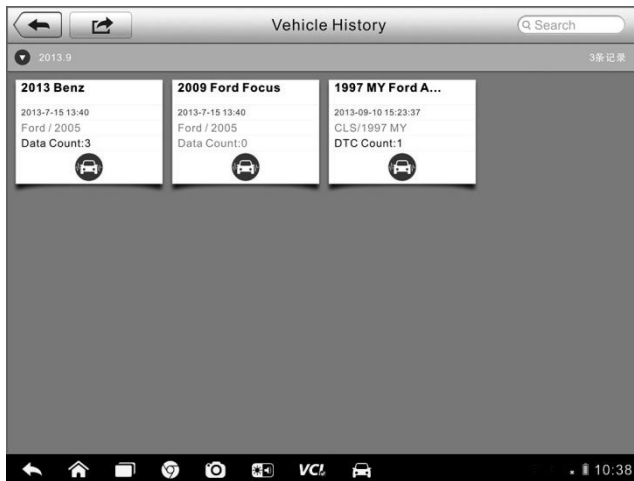 Vehicle History
Search
2013.9
3条记录
2013 Benz
2013-7-15 13:40
Ford / 2005
Data Count:3
2009 Ford Focus
2013-7-15 13:40
Ford / 2005
Data Count:0
1997 MY Ford A...
2013-09-10 15:23:37
CLS/1997 MY
DTC Count:1
VCI
10:38